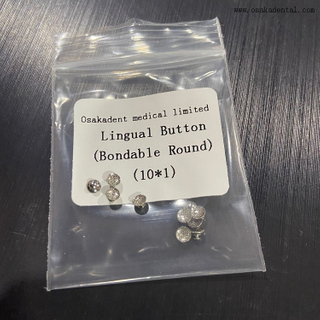 www.osakadental.com
Osakadent medical limited
Lingual Button
(Bondable Round)
(10*1)